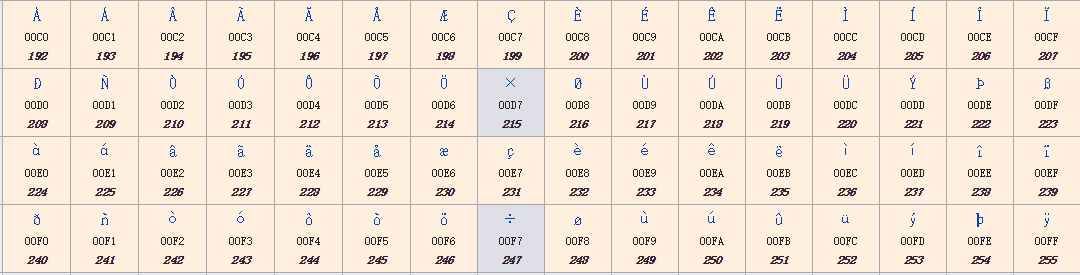 À Á Â Ã Ä Å Æ Ç È É Ê Ë Ì Í Î Ï
00C0 00C1 00C2 00C3 00C4 00C5 00C6 00C7 00C8 00C9 00CA 00CB 00CC 00CD 00CE 00CF
192 193 194 195 196 197 198 199 200 201 202 203 204 205 206 207
Ð Ñ Ò Ó Ô Õ Ö × Ø Ù Ú Û Ü Ý Þ ß
00D0 00D1 00D2 00D3 00D4 00D5 00D6 00D7 00D8 00D9 00DA 00DB 00DC 00DD 00DE 00DF
208 209 210 211 212 213 214 215 216 217 218 219 220 221 222 223
à á â ã ä å æ ç è é ê ë ì í î ï
00E0 00E1 00E2 00E3 00E4 00E5 00E6 00E7 00E8 00E9 00EA 00EB 00EC 00ED 00EE 00EF
224 225 226 227 228 229 230 231 232 233 234 235 236 237 238 239
ð ñ ò ó ô õ ö ÷ ø ù ú û ü ý þ ÿ
00F0 00F1 00F2 00F3 00F4 00F5 00F6 00F7 00F8 00F9 00FA 00FB 00FC 00FD 00FE 00FF
240 241 242 243 244 245 246 247 248 249 250 251 252 253 254 255